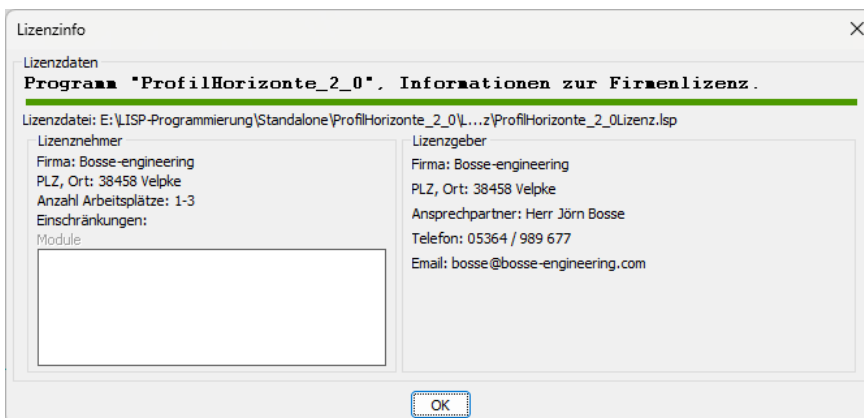 Lizenzinfo
Lizenzdaten
Programm "ProfilHorizonte_2_0", Informationen zur Firmenlizenz.
Lizenzdatei: E:\LISP-Programmierung\Standalone\ProfilHorizonte_2_0\L...z\ProfilHorizonte_2_0Lizenz.lsp
Lizenznehmer
Firma: Bosse-engineering
PLZ, Ort: 38458 Velpke
Anzahl Arbeitsplätze: 1-3
Einschränkungen:
Module
Lizenzgeber
Firma: Bosse-engineering
PLZ, Ort: 38458 Velpke
Ansprechpartner: Herr Jörn Bosse
Telefon: 05364 / 989 677
Email: bosse@bosse-engineering.com
OK